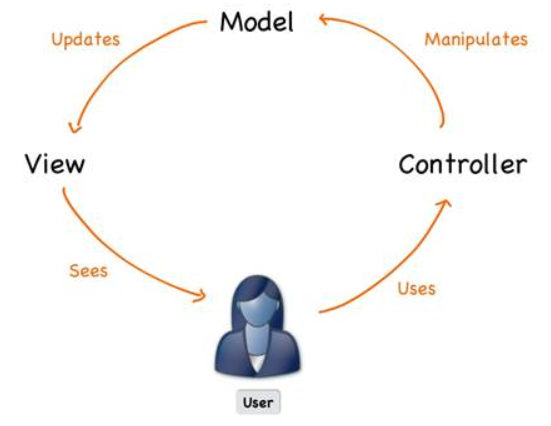 Model
Updates
Manipulates
View
Controller
Sees
Uses
User